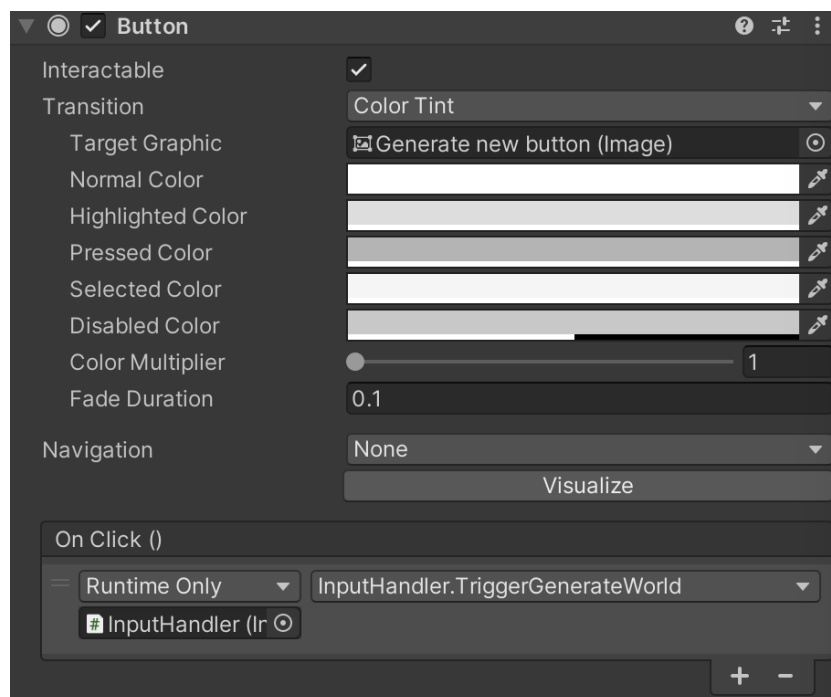 Button
Interactable
Transition Color Tint
Target Graphic Generate new button (Image)
Normal Color
Highlighted Color
Pressed Color
Selected Color
Disabled Color
Color Multiplier 1
Fade Duration 0.1
Navigation None
Visualize
On Click ()
Runtime Only InputHandler.TriggerGenerateWorld
# InputHandler (In